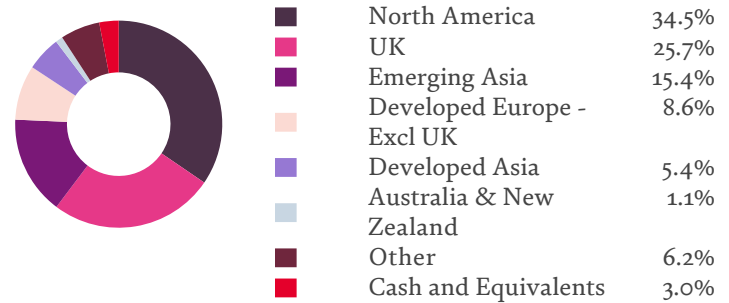 North America 34.5%
UK 25.7%
Emerging Asia 15.4%
Developed Europe - 8.6%
Excl UK
Developed Asia 5.4%
Australia & New 1.1%
Zealand
Other 6.2%
Cash and Equivalents 3.0%